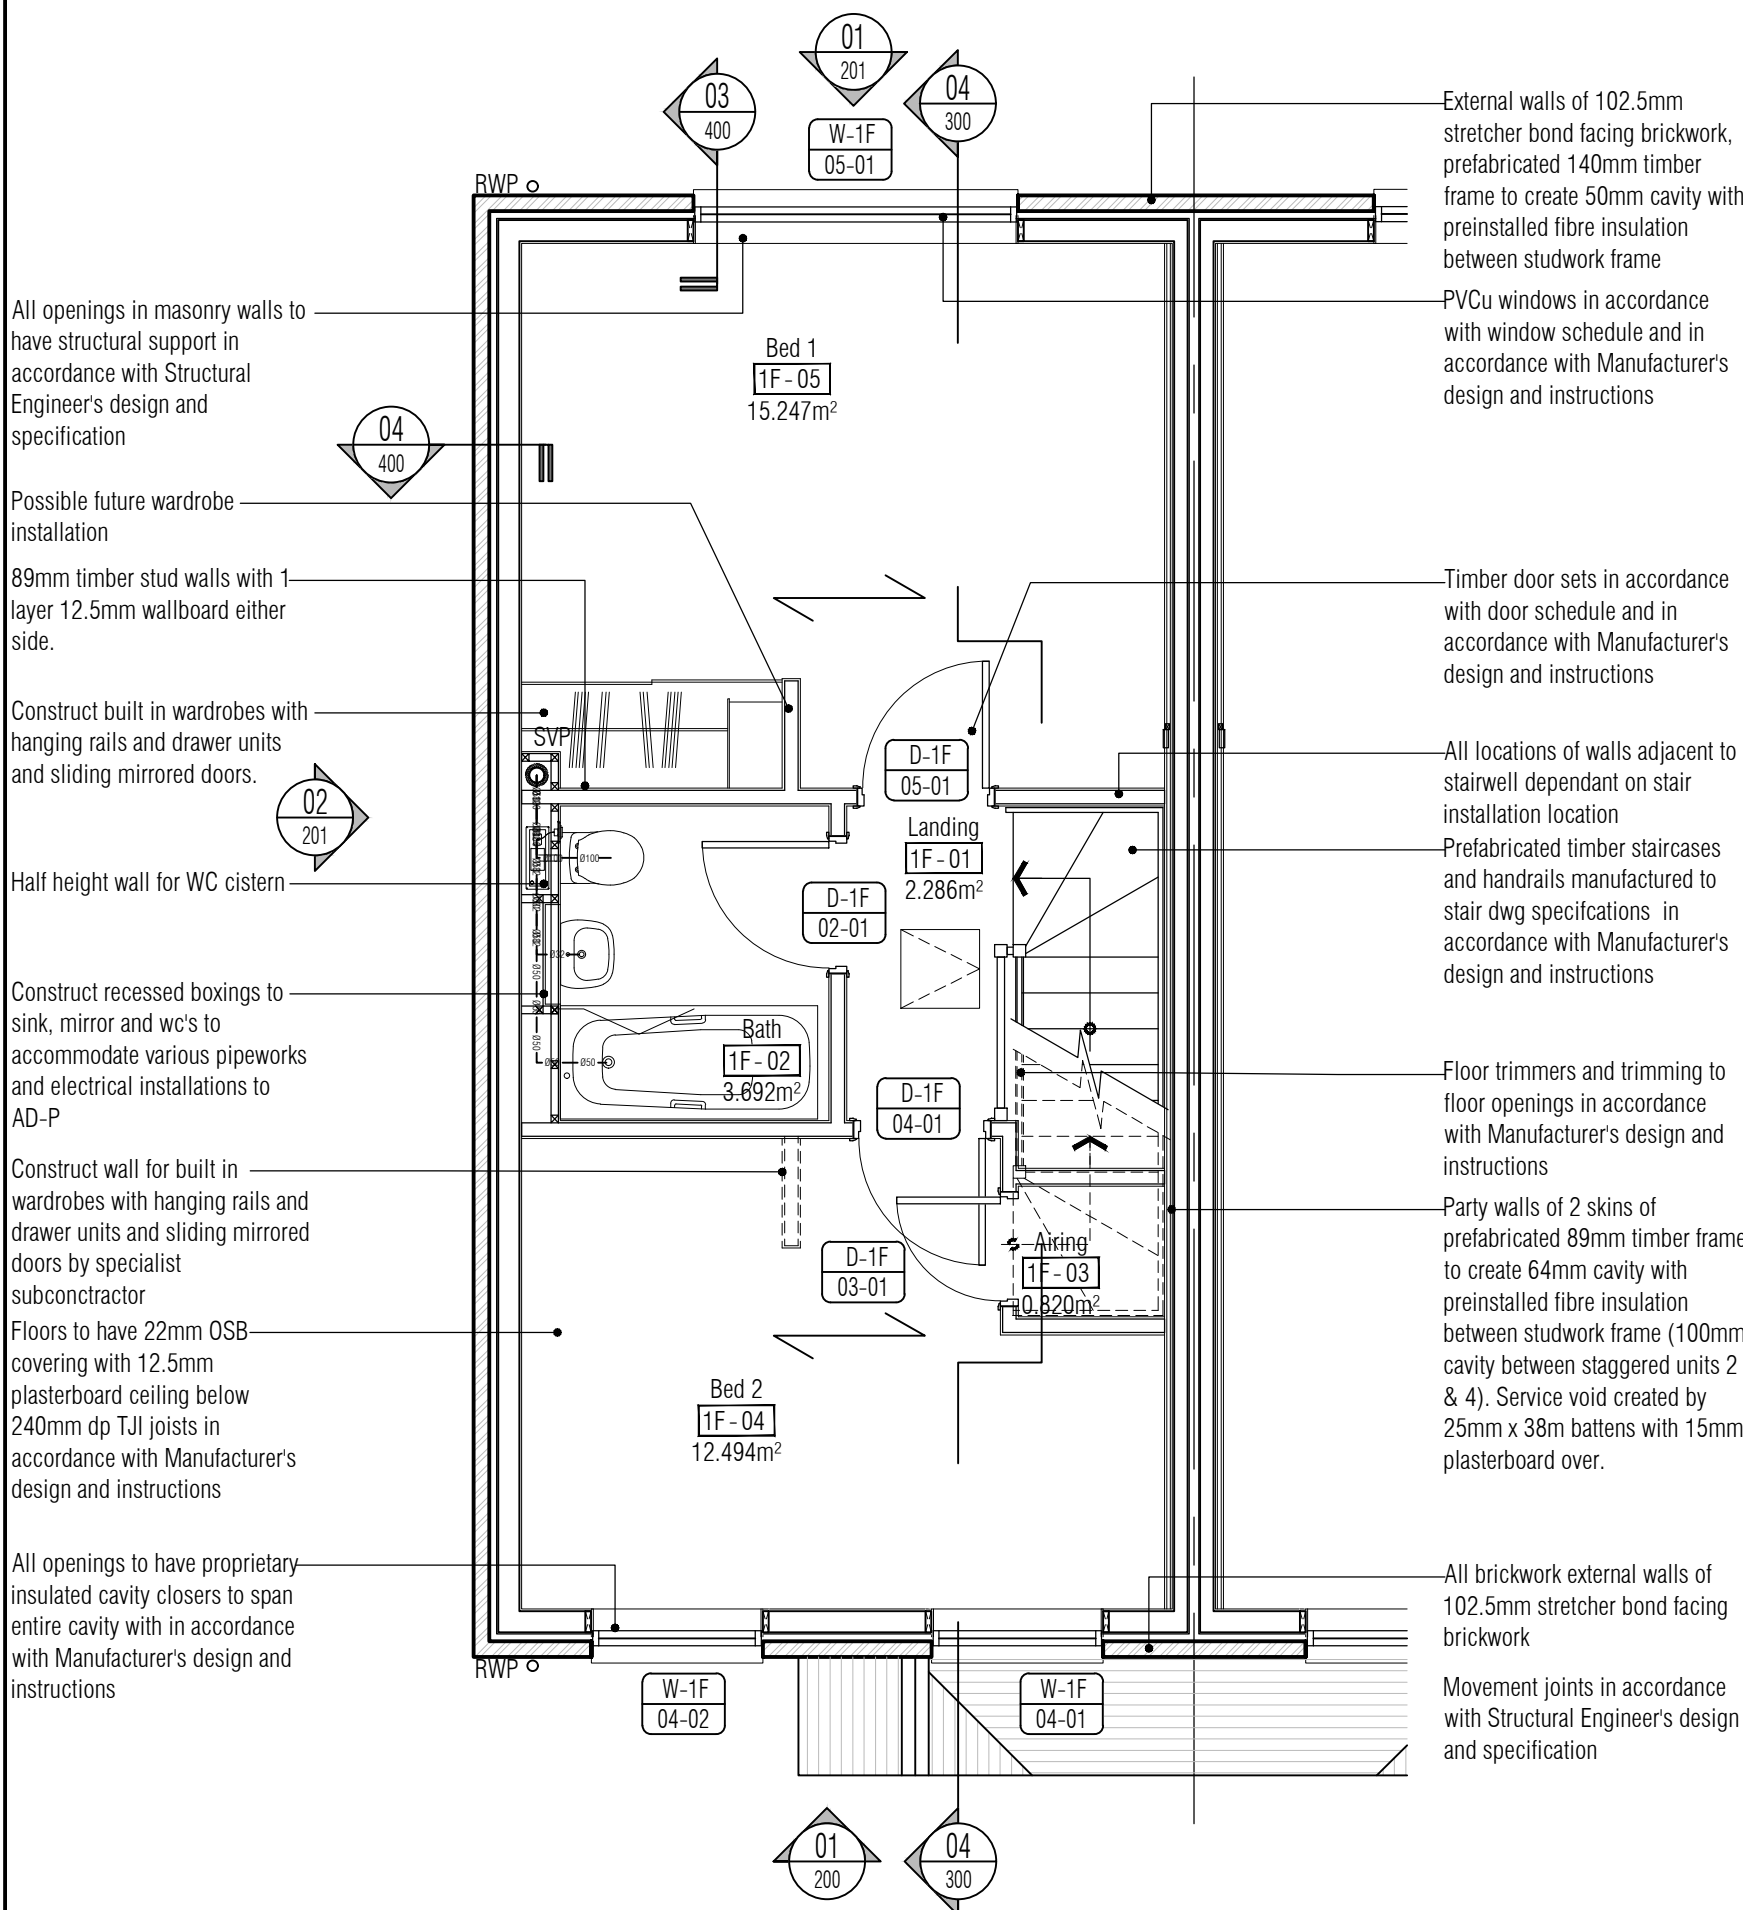 01
201
03
400
04
300
W-1F
05-01
RWP
External walls of 102.5mm
stretcher bond facing brickwork,
prefabricated 140mm timber
frame to create 50mm cavity with
preinstalled fibre insulation
between studwork frame
PVCu windows in accordance
with window schedule and in
accordance with Manufacturer's
design and instructions
All openings in masonry walls to
have structural support in
accordance with Structural
Engineer's design and
specification
Bed 1
1F-05
15.247m²
04
400
Possible future wardrobe
installation
89mm timber stud walls with 1
layer 12.5mm wallboard either
side.
Timber door sets in accordance
with door schedule and in
accordance with Manufacturer's
design and instructions
Construct built in wardrobes with
hanging rails and drawer units
and sliding mirrored doors.
SVP
02
201
D-1F
05-01
All locations of walls adjacent to
stairwell dependant on stair
installation location
Landing
1F-01
2.286m²
Prefabricated timber staircases
and handrails manufactured to
stair dwg specifcations in
accordance with Manufacturer's
design and instructions
Half height wall for WC cistern
Ø100
D-1F
02-01
Ø32
Ø50
Ø50
Ø50
Construct recessed boxings to
sink, mirror and wc's to
accommodate various pipeworks
and electrical installations to
AD-P
Bath
1F-02
3.692m²
D-1F
04-01
Floor trimmers and trimming to
floor openings in accordance
with Manufacturer's design and
instructions
Construct wall for built in
wardrobes with hanging rails and
drawer units and sliding mirrored
doors by specialist
subconctractor
D-1F
03-01
Airing
1F-03
0.820m²
Party walls of 2 skins of
prefabricated 89mm timber frame
to create 64mm cavity with
preinstalled fibre insulation
between studwork frame (100mm
cavity between staggered units 2
& 4). Service void created by
25mm x 38m battens with 15mm
plasterboard over.
Floors to have 22mm OSB
covering with 12.5mm
plasterboard ceiling below
240mm dp TJI joists in
accordance with Manufacturer's
design and instructions
Bed 2
1F-04
12.494m²
All openings to have proprietary
insulated cavity closers to span
entire cavity with in accordance
with Manufacturer's design and
instructions
All brickwork external walls of
102.5mm stretcher bond facing
brickwork
RWP
W-1F
04-02
W-1F
04-01
Movement joints in accordance
with Structural Engineer's design
and specification
01
200
04
300